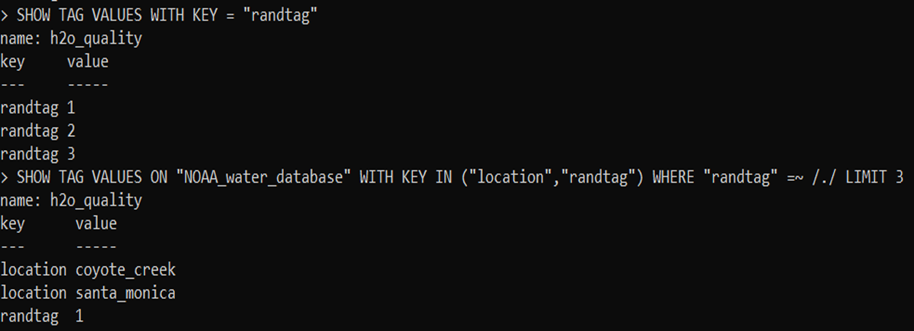 > SHOW TAG VALUES WITH KEY = "randtag"
name: h2o_quality
key     value
---     -----
randtag 1
randtag 2
randtag 3
> SHOW TAG VALUES ON "NOAA_water_database" WITH KEY IN ("location","randtag") WHERE "randtag" =~ /./ LIMIT 3
name: h2o_quality
key      value
---      -----
location coyote_creek
location santa_monica
randtag  1